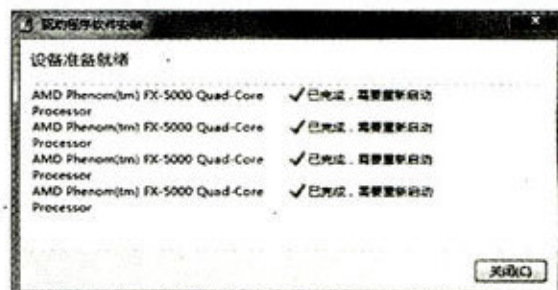 驱动程序软件安装
设备准备就绪
AMD Phenom(tm) FX-5000 Quad-Core
Processor
✓已完成，需要重新启动
AMD Phenom(tm) FX-5000 Quad-Core
Processor
✓已完成，需要重新启动
AMD Phenom(tm) FX-5000 Quad-Core
Processor
✓已完成，需要重新启动
AMD Phenom(tm) FX-5000 Quad-Core
Processor
✓已完成，需要重新启动
关闭(C)